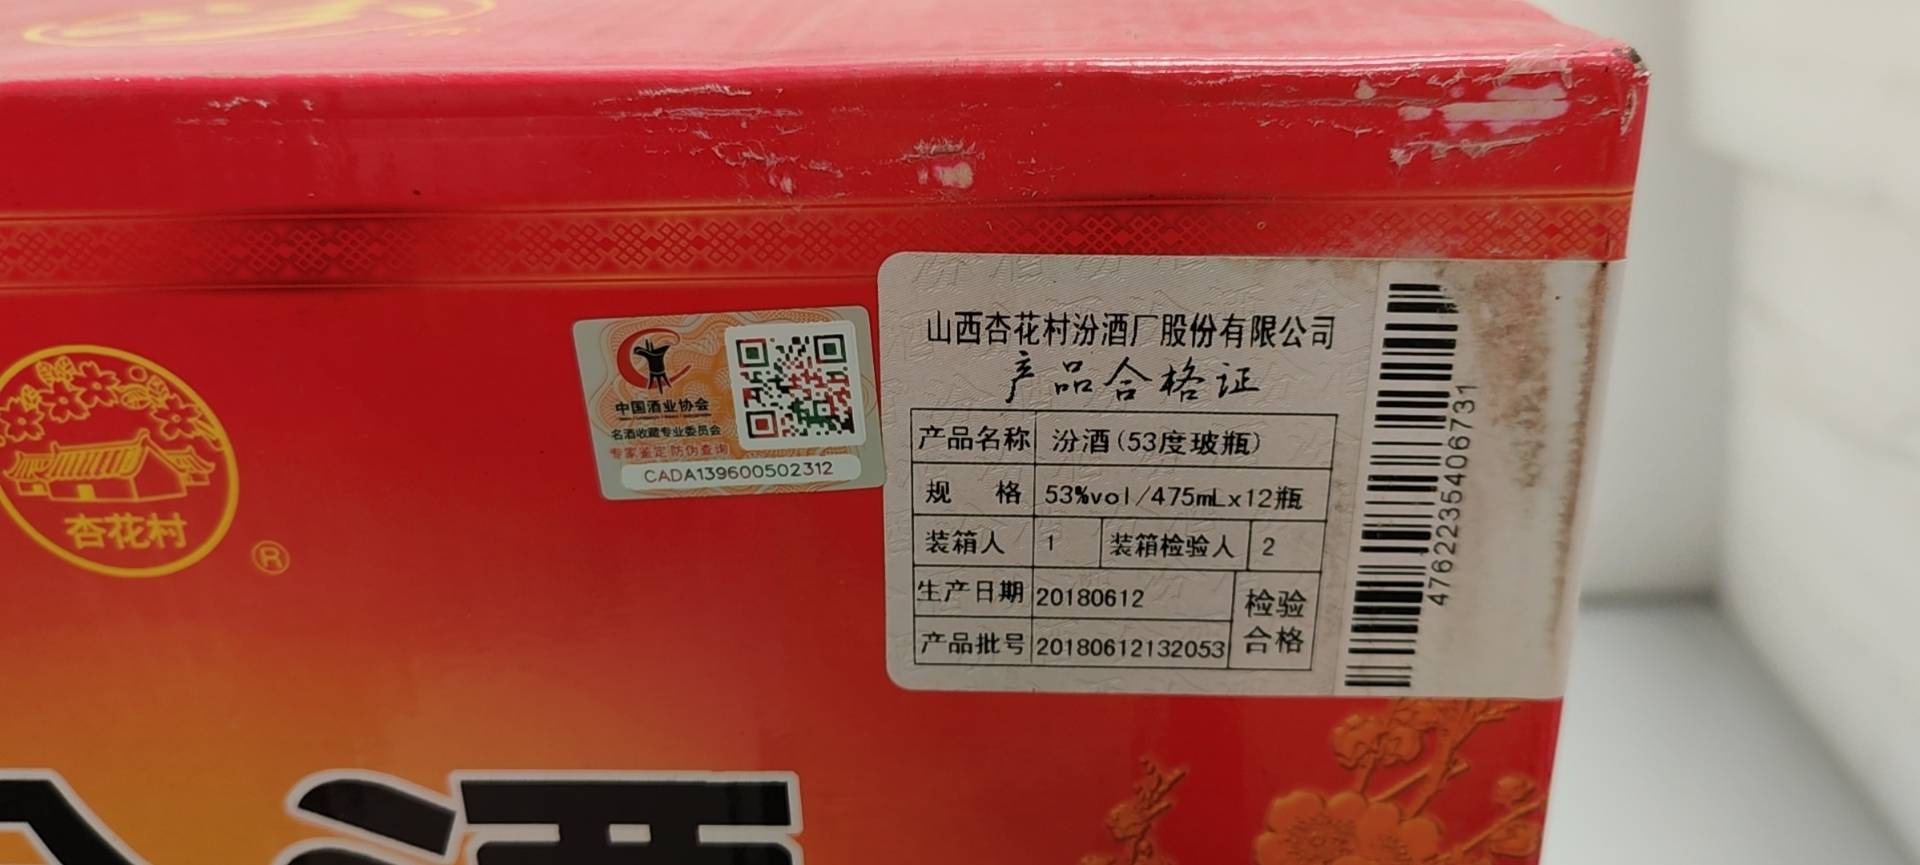 杏花村
®
中国酒业协会
名酒收藏专业委员会
专家鉴定 防伪查询
CADA139600502312
山西杏花村汾酒厂股份有限公司
产品合格证
产品名称 汾酒(53度玻瓶)
规 格 53%vol/475mLx12瓶
装箱人 1 装箱检验人 2
生产日期 20180612 检验
产品批号 20180612132053 合格
4762235406731
酒